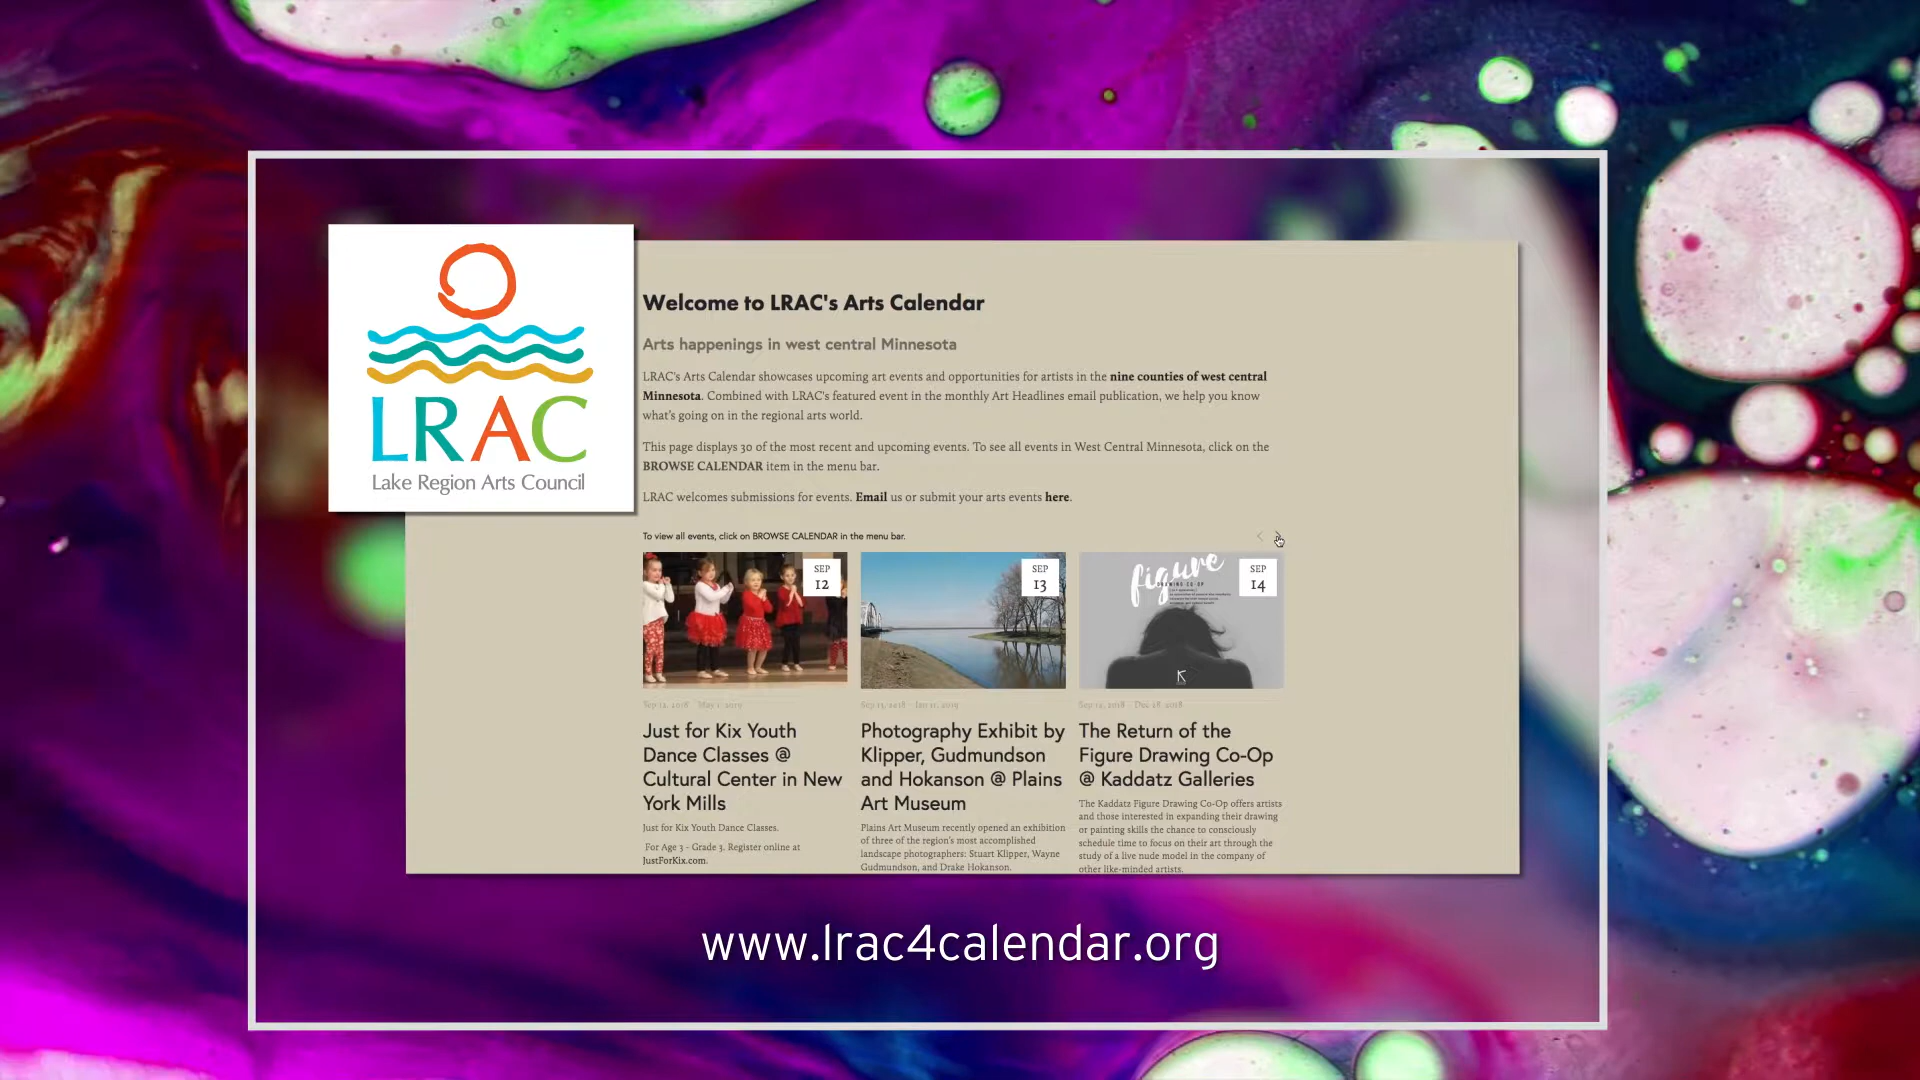 LRAC
Lake Region Arts Council
Welcome to LRAC's Arts Calendar
Arts happenings in west central Minnesota
LRAC's Arts Calendar showcases upcoming art events and opportunities for artists in the nine counties of west central
Minnesota. Combined with LRAC's featured event in the monthly Art Headlines email publication, we help you know
what's going on in the regional arts world.
This page displays 30 of the most recent and upcoming events. To see all events in West Central Minnesota, click on the
BROWSE CALENDAR item in the menu bar.
LRAC welcomes submissions for events. Email us or submit your arts events here.
To view all events, click on BROWSE CALENDAR in the menu bar.
SEP
12
Sep 12, 2018 - May 1, 2019
Just for Kix Youth
Dance Classes @
Cultural Center in New
York Mills
Just for Kix Youth Dance Classes.
For Age 3 - Grade 3. Register online at
JustForKix.com.
SEP
13
Photography Exhibit by
Klipper, Gudmundson
and Hokanson @ Plains
Art Museum
Plains Art Museum recently opened an exhibition
of three of the region's most accomplished
landscape photographers: Stuart Klipper, Wayne
Gudmundson, and Drake Hokanson.
figure
DRAWING CO-OP
K
SEP
14
The Return of the
Figure Drawing Co-Op
@ Kaddatz Galleries
The Kaddatz Figure Drawing Co-Op offers artists
and those interested in expanding their drawing
or painting skills the chance to consciously
schedule time to focus on their art through the
study of a live nude model in the company of
other like-minded artists.
www.lrac4calendar.org